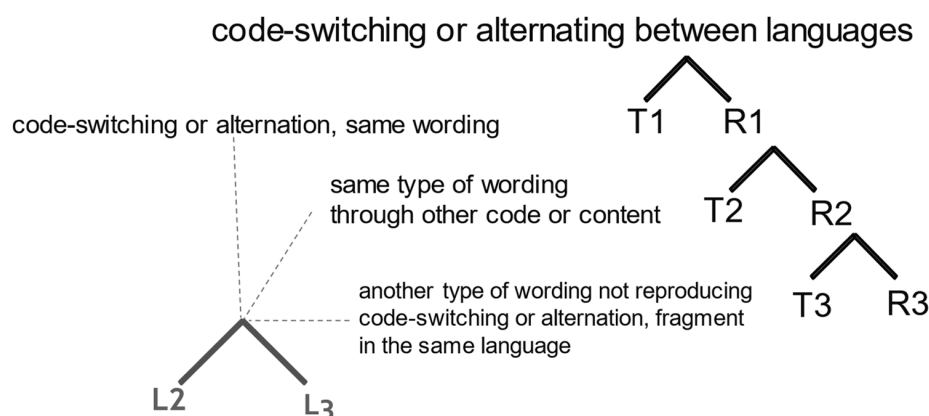 code-switching or alternating between languages
T1 R1
code-switching or alternation, same wording
same type of wording
through other code or content
T2 R2
another type of wording not reproducing
code-switching or alternation, fragment
in the same language
T3 R3
L2 L3